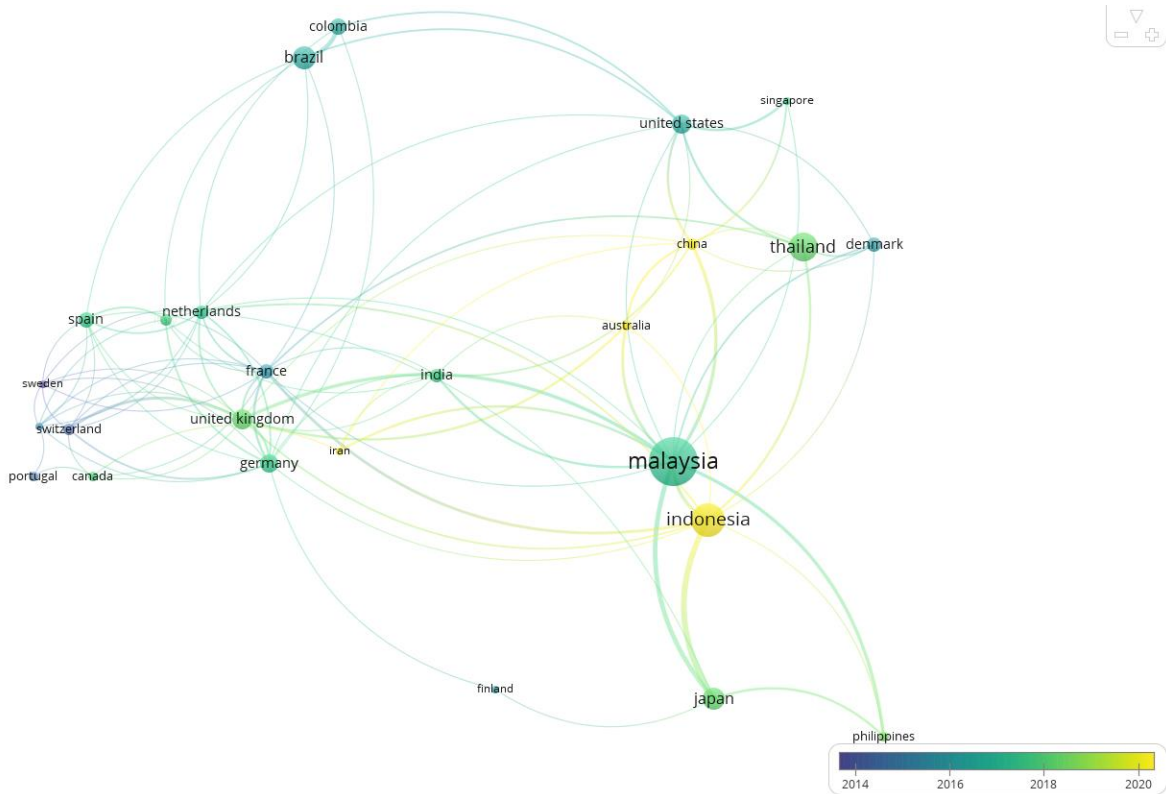 colombia
brazil
singapore
united states
china
thailand
denmark
netherlands
spain
australia
france
india
sweden
united kingdom
switzerland
iran
malaysia
germany
portugal
canada
indonesia
finland
japan
philippines
2014
2016
2018
2020